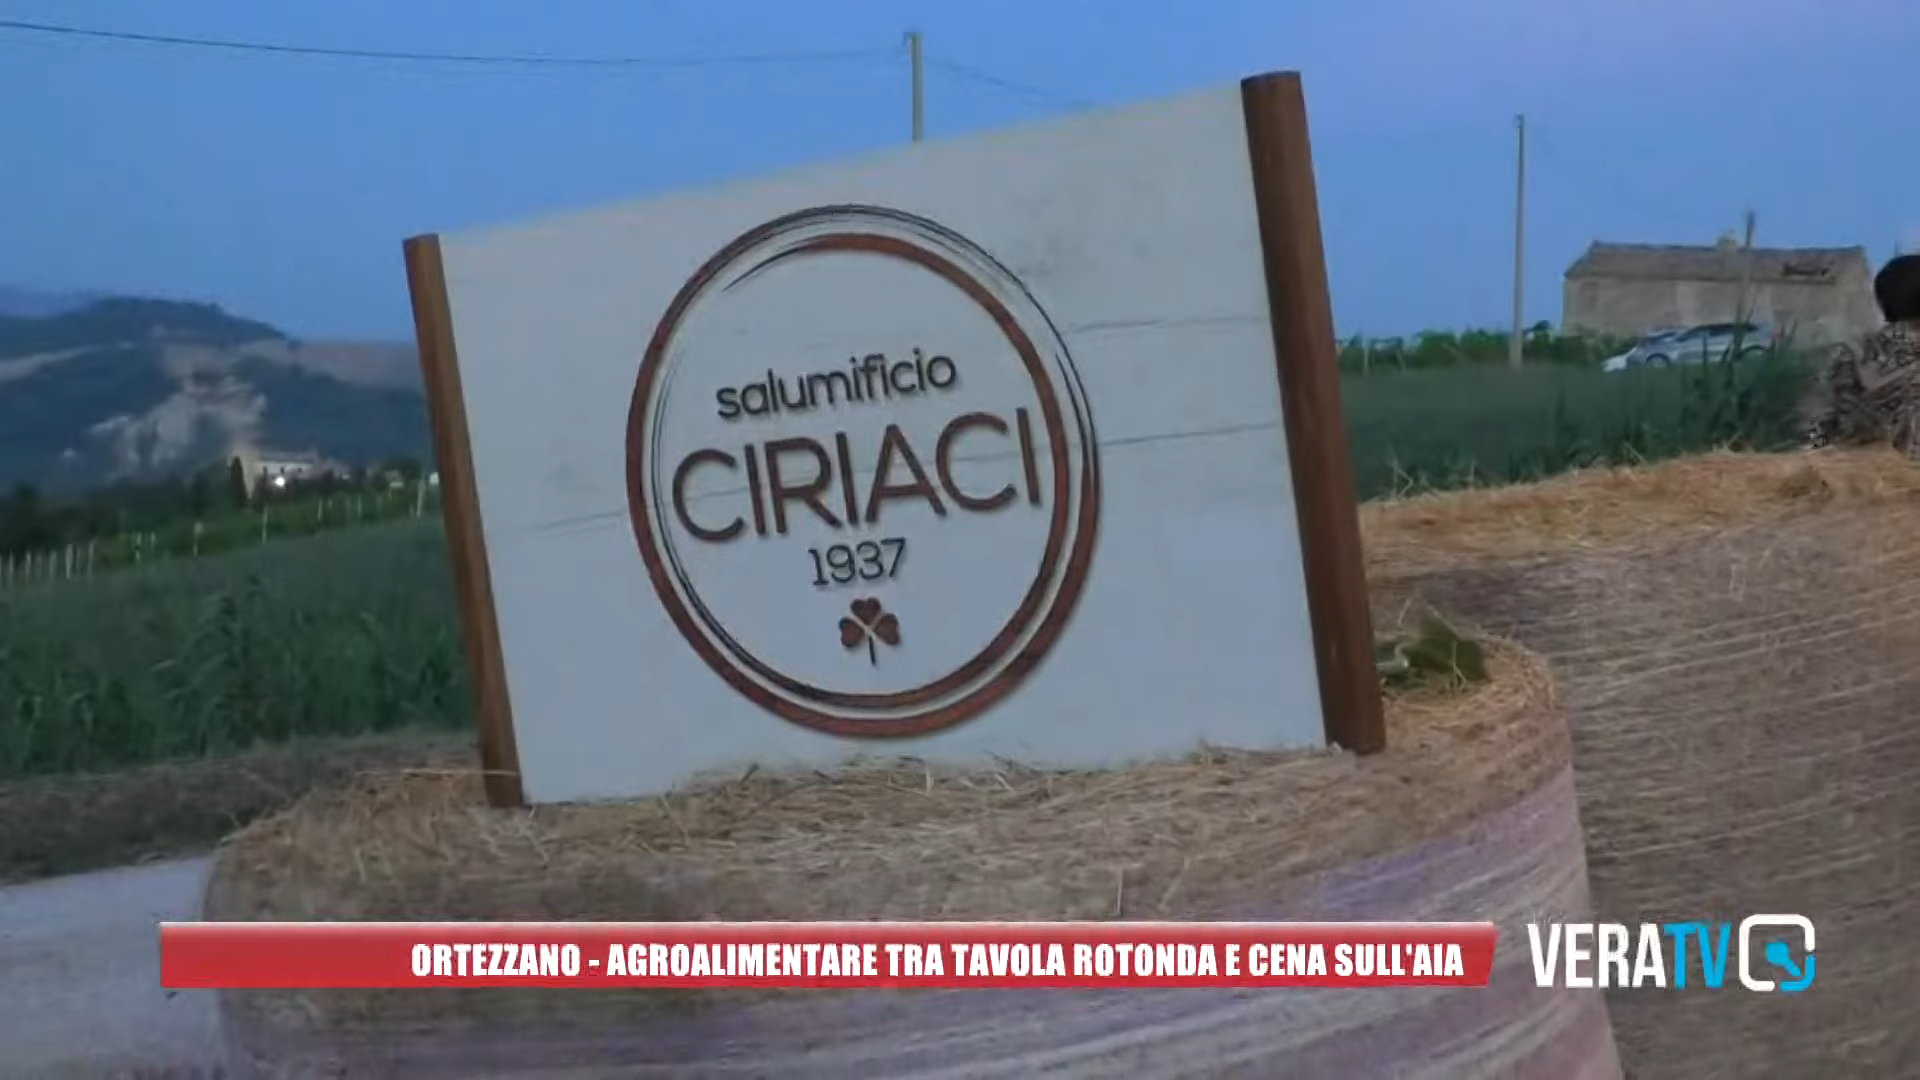 salumificio
CIRIACI
1937
ORTEZZANO - AGROALIMENTARE TRA TAVOLA ROTONDA E CENA SULL'AIA
VERATV